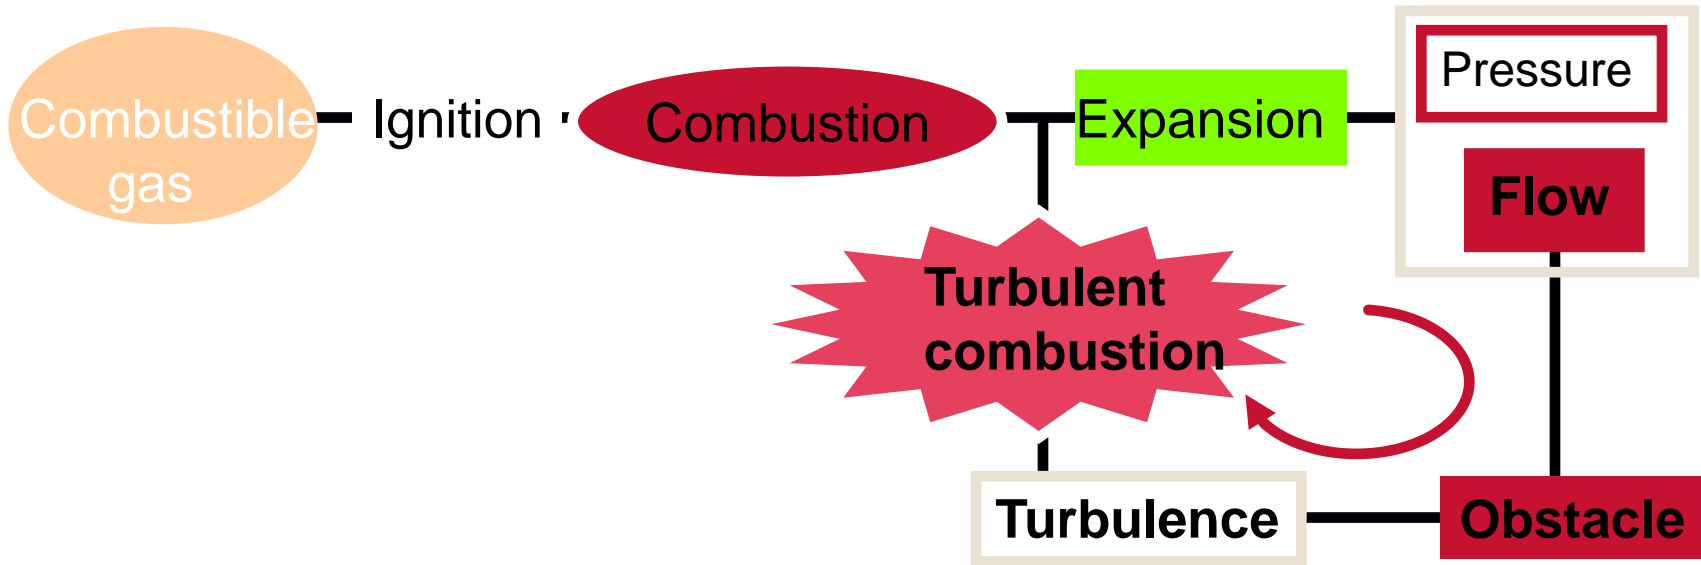 Combustible
gas
Ignition
Combustion
Expansion
Pressure
Flow
Turbulent
combustion
Turbulence
Obstacle